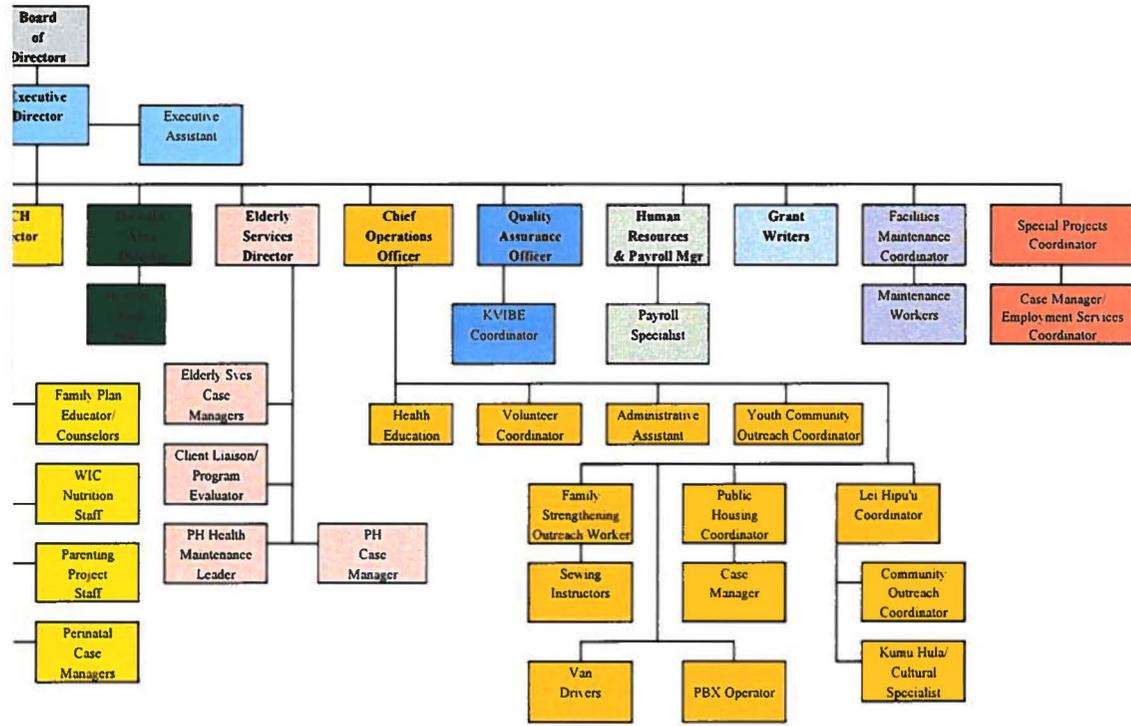 Board
of
Directors
Executive
Director
Executive
Assistant
CH
ector
Elderly
Services
Director
Chief
Operations
Officer
Quality
Assurance
Officer
Human
Resources
& Payroll Mgr
Grant
Writers
Facilities
Maintenance
Coordinator
Special Projects
Coordinator
KVIBE
Coordinator
Payroll
Specialist
Maintenance
Workers
Case Manager/
Employment Services
Coordinator
Family Plan
Educator/
Counselors
WIC
Nutrition
Staff
Parenting
Project
Staff
Perinatal
Case
Managers
Elderly Svcs
Case
Managers
Client Liaison/
Program
Evaluator
PH Health
Maintenance
Leader
PH
Case
Manager
Health
Education
Volunteer
Coordinator
Administrative
Assistant
Youth Community
Outreach Coordinator
Family
Strengthening
Outreach Worker
Public
Housing
Coordinator
Lei Hipu'u
Coordinator
Sewing
Instructors
Case
Manager
Community
Outreach
Coordinator
Van
Drivers
PBX Operator
Kumu Hula/
Cultural
Specialist